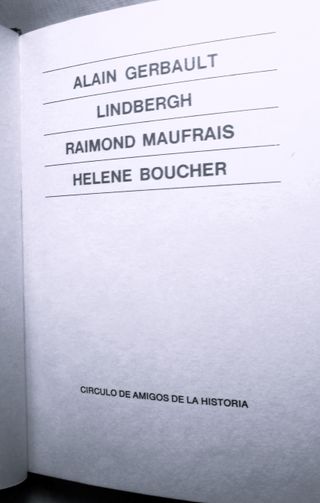 ALAIN GERBAULT
LINDBERGH
RAIMOND MAUFRAIS
HELENE BOUCHER
CIRCULO DE AMIGOS DE LA HISTORIA